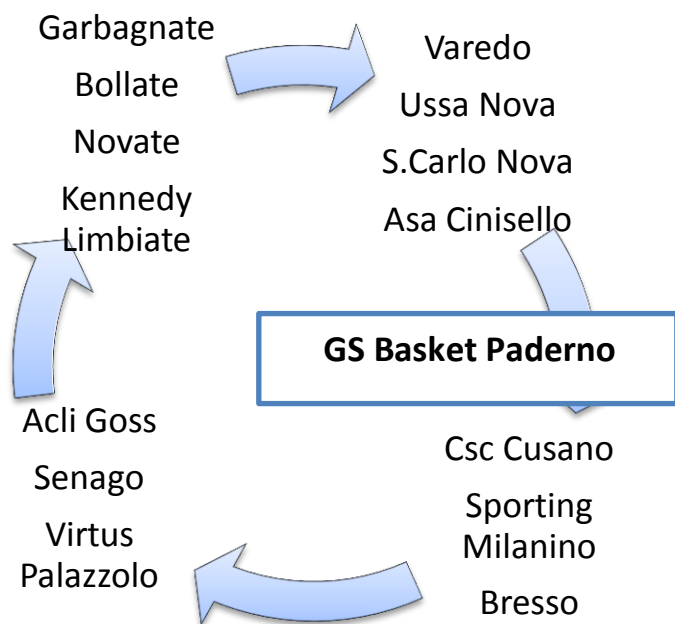 Garbagnate
Bollate
Novate
Kennedy
Limbiate
Varedo
Ussa Nova
S.Carlo Nova
Asa Cinisello
GS Basket Paderno
Acli Goss
Senago
Virtus
Palazzolo
Csc Cusano
Sporting
Milanino
Bresso